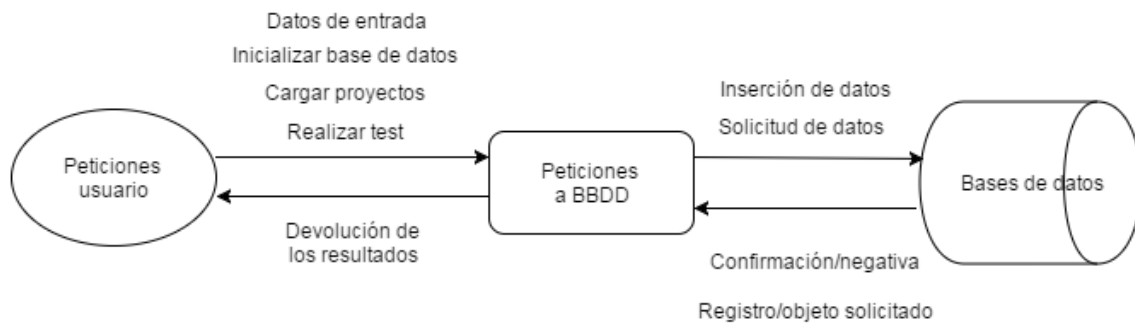 Datos de entrada
Inicializar base de datos
Cargar proyectos
Realizar test
Peticiones
usuario
Devolución de
los resultados
Peticiones
a BBDD
Inserción de datos
Solicitud de datos
Confirmación/negativa
Registro/objeto solicitado
Bases de datos